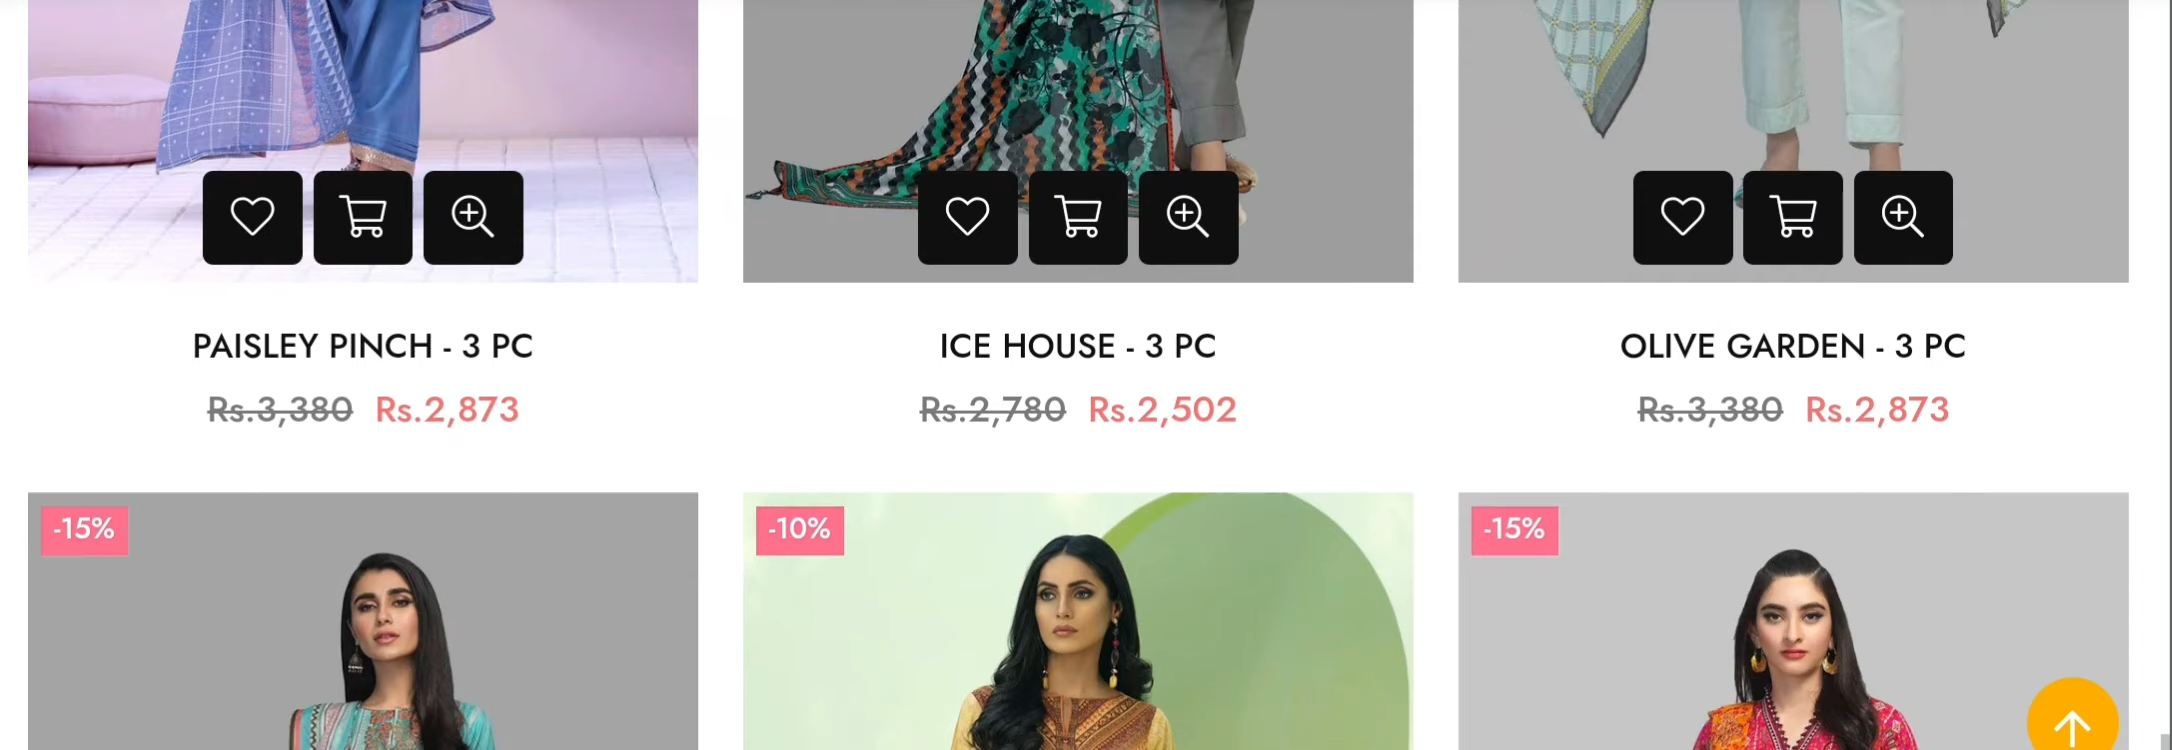 PAISLEY PINCH - 3 PC
Rs.3,380 Rs.2,873
ICE HOUSE - 3 PC
Rs.2,780 Rs.2,502
OLIVE GARDEN - 3 PC
Rs.3,380 Rs.2,873
-15%
-10%
-15%